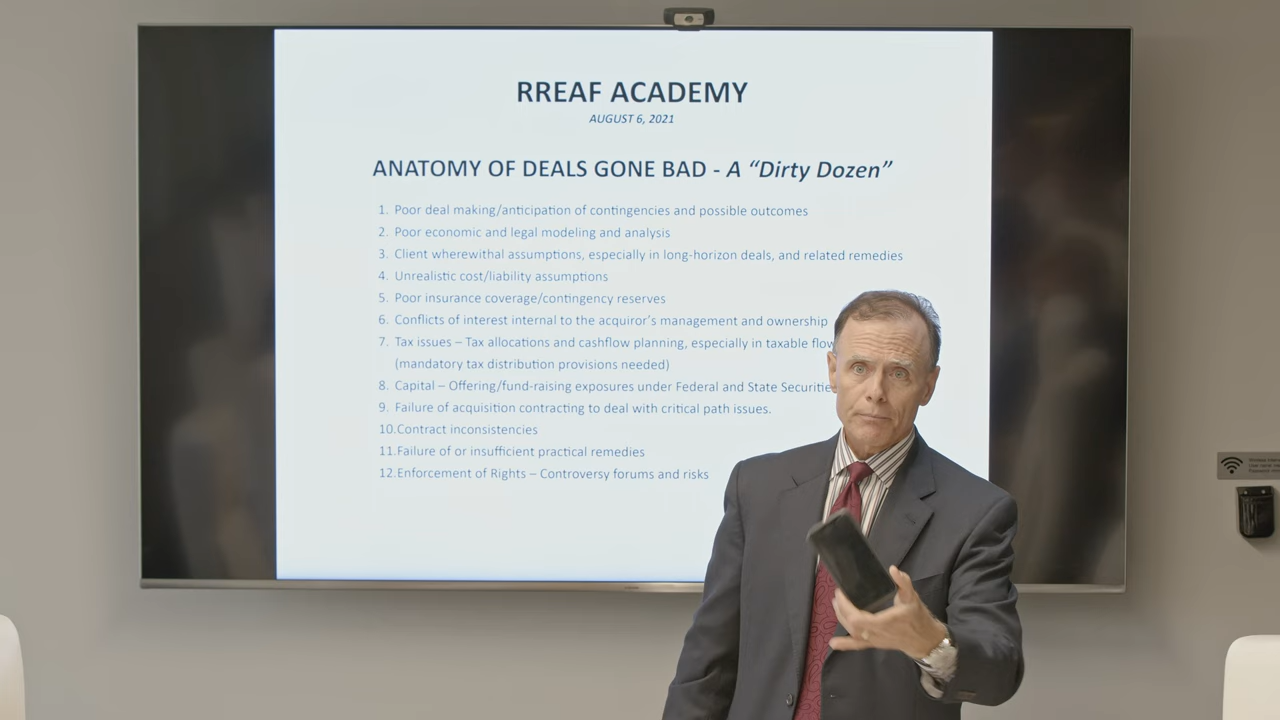 RREAF ACADEMY
AUGUST 6, 2021
ANATOMY OF DEALS GONE BAD - A “Dirty Dozen”
1. Poor deal making/anticipation of contingencies and possible outcomes
2. Poor economic and legal modeling and analysis
3. Client wherewithal assumptions, especially in long-horizon deals, and related remedies
4. Unrealistic cost/liability assumptions
5. Poor insurance coverage/contingency reserves
6. Conflicts of interest internal to the acquiror’s management and ownership
7. Tax issues – Tax allocations and cashflow planning, especially in taxable
(mandatory tax distribution provisions needed)
8. Capital – Offering/fund-raising exposures under Federal and State
9. Failure of acquisition contracting to deal with critical path issues.
10.Contract inconsistencies
11.Failure of or insufficient practical remedies
12.Enforcement of Rights – Controversy forums and risks